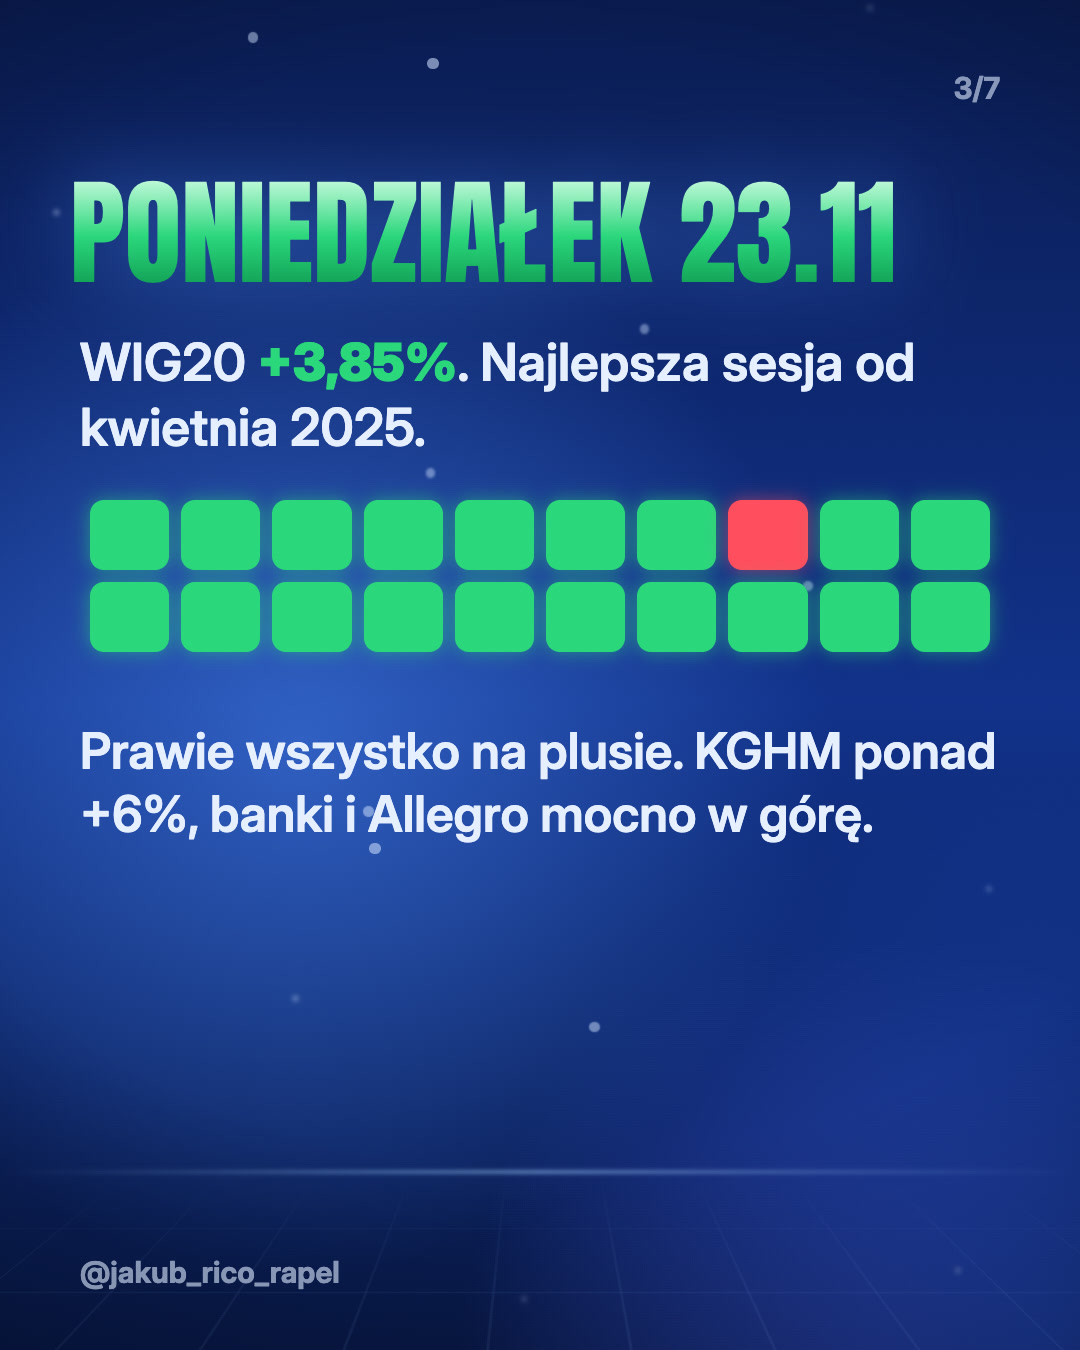 3/7
PONIEDZIAŁEK 23.11
WIG20 +3,85%. Najlepsza sesja od
kwietnia 2025.
Prawie wszystko na plusie. KGHM ponad
+6%, banki i Allegro mocno w górę.
@jakub_rico_rapel